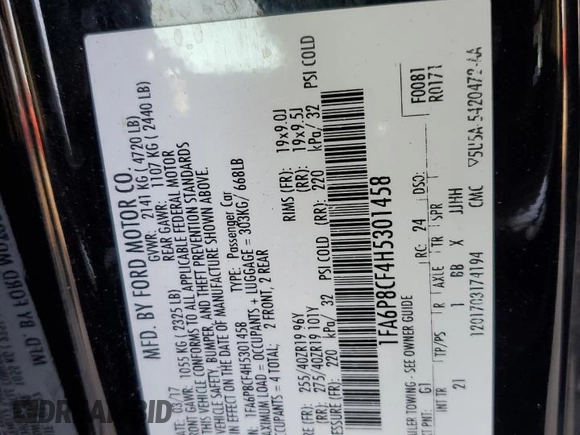 MFD. BY FORD MOTOR CO.
DATE: 03/17 GVWR: 2141 KG ( 4720 LB)
FRONT GAWR: 1055 KG ( 2325 LB) REAR GAWR: 1107 KG ( 2440 LB)
THIS VEHICLE CONFORMS TO ALL APPLICABLE FEDERAL MOTOR
VEHICLE SAFETY, BUMPER, AND THEFT PREVENTION STANDARDS
IN EFFECT ON THE DATE OF MANUFACTURE SHOWN ABOVE.
1FA6P8CF4H5301458 TYPE: Passenger Car
MAXIMUM LOAD = OCCUPANTS + LUGGAGE = 303KG/ 668LB
OCCUPANTS = 4 TOTAL; 2 FRONT, 2 REAR
255/40ZR19 96Y RIMS (FR): 19x9.0J
275/40ZR19 101Y (RR): 19x9.5J
PRESSURE (FR): 220 kPa/ 32 PSI COLD (RR): 220 kPa/ 32 PSI COLD
1FA6P8CF4H5301458
F0081
R0171
TRAILER TOWING - SEE OWNER GUIDE
EXT PNT: G1 RC: 24 DSO:
INT TR TP/PS R AXLE TR SPR
21 1 BB X JJHH
1201703174194 CMC